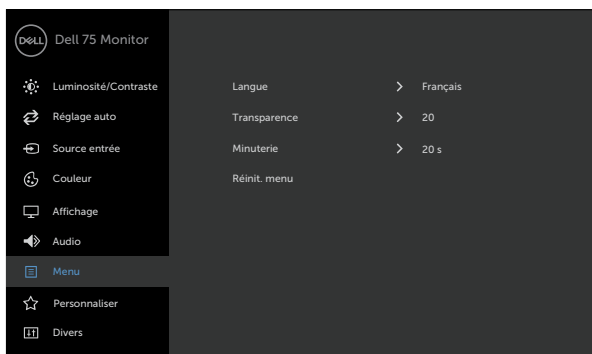 DELL Dell 75 Monitor
Luminosité/Contraste
Réglage auto
Source entrée
Couleur
Affichage
Audio
Menu
Personnaliser
Divers
Langue > Français
Transparence > 20
Minuterie > 20 s
Réinit. menu